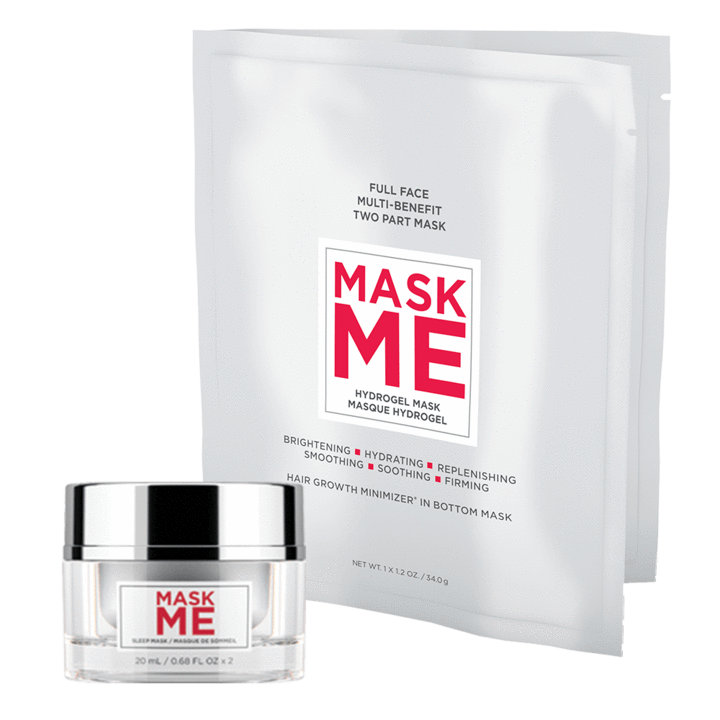 FULL FACE
MULTI-BENEFIT
TWO PART MASK
MASK
ME
HYDROGEL MASK
MASQUE HYDROGEL
BRIGHTENING ▪ HYDRATING ▪ REPLENISHING
SMOOTHING ▪ SOOTHING ▪ FIRMING
HAIR GROWTH MINIMIZER* IN BOTTOM MASK
NET WT. 1 X 1.2 OZ. / 34.0g
MASK
ME
SLEEP MASK / MASQUE DE SOMMEIL
20 mL / 0.68 FL OZ x 2